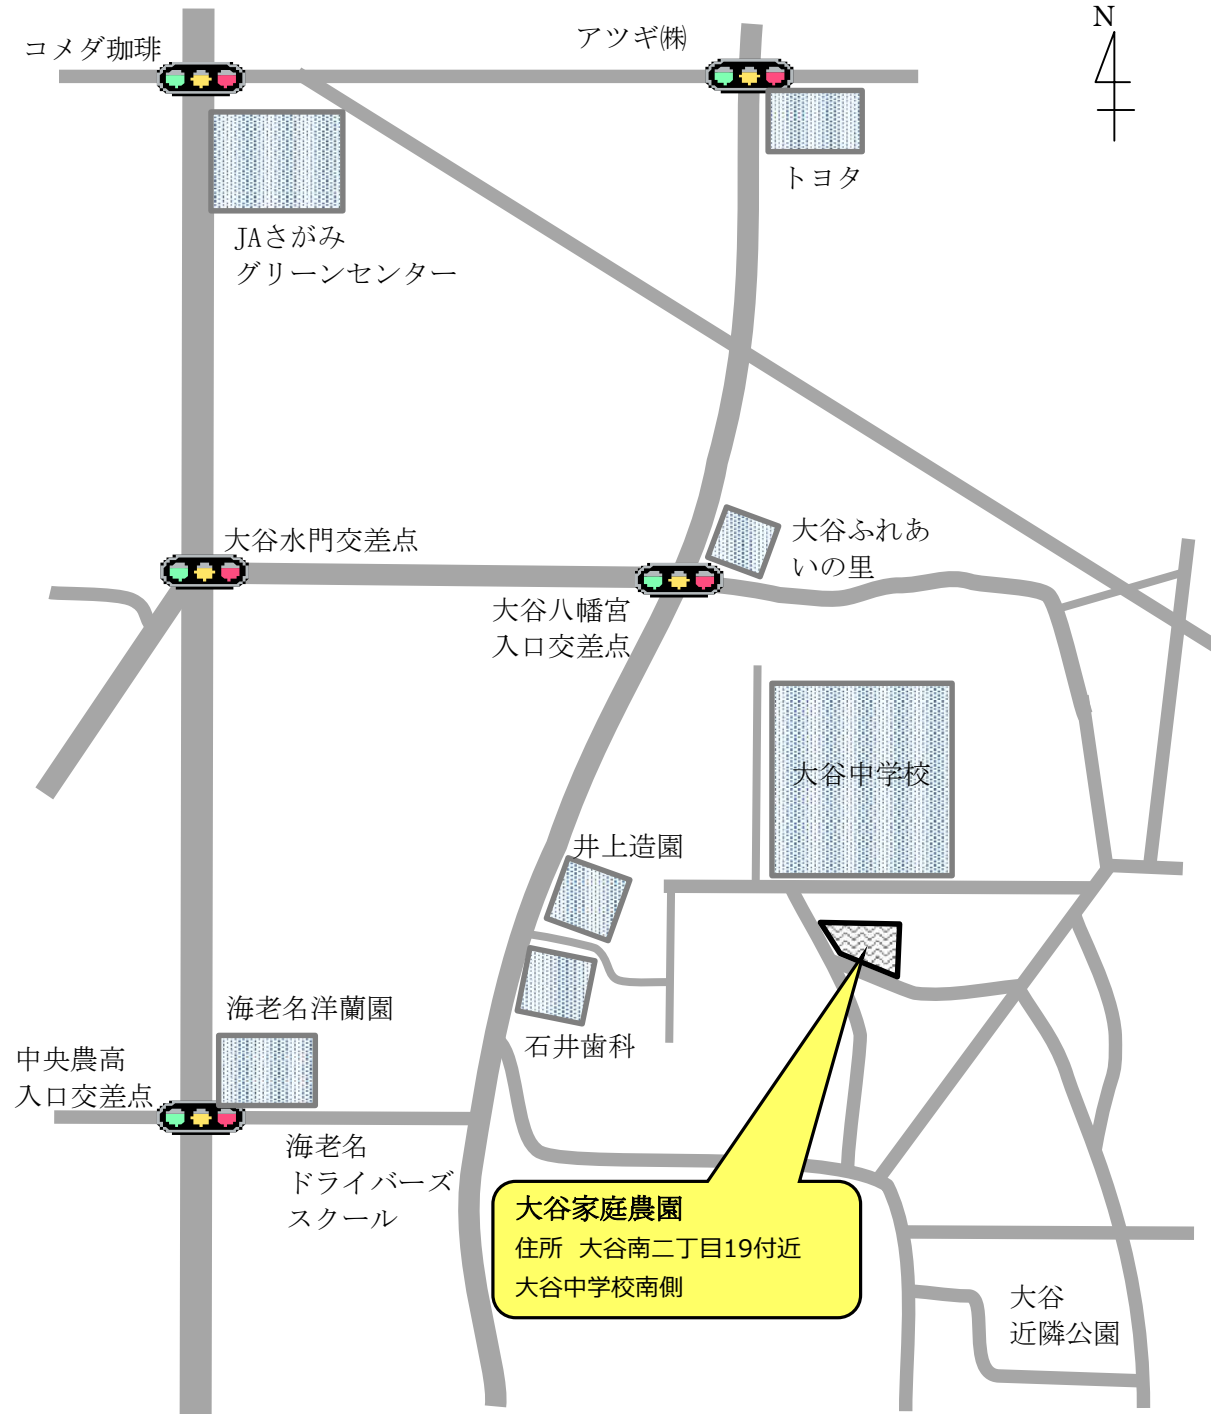 N
コメダ珈琲
アツギ㈱
トヨタ
JAさがみ
グリーンセンター
大谷水門交差点
大谷ふれあ
いの里
大谷八幡宮
入口交差点
大谷中学校
井上造園
海老名洋蘭園
石井歯科
中央農高
入口交差点
海老名
ドライバーズ
スクール
大谷家庭農園
住所 大谷南二丁目19付近
大谷中学校南側
大谷
近隣公園